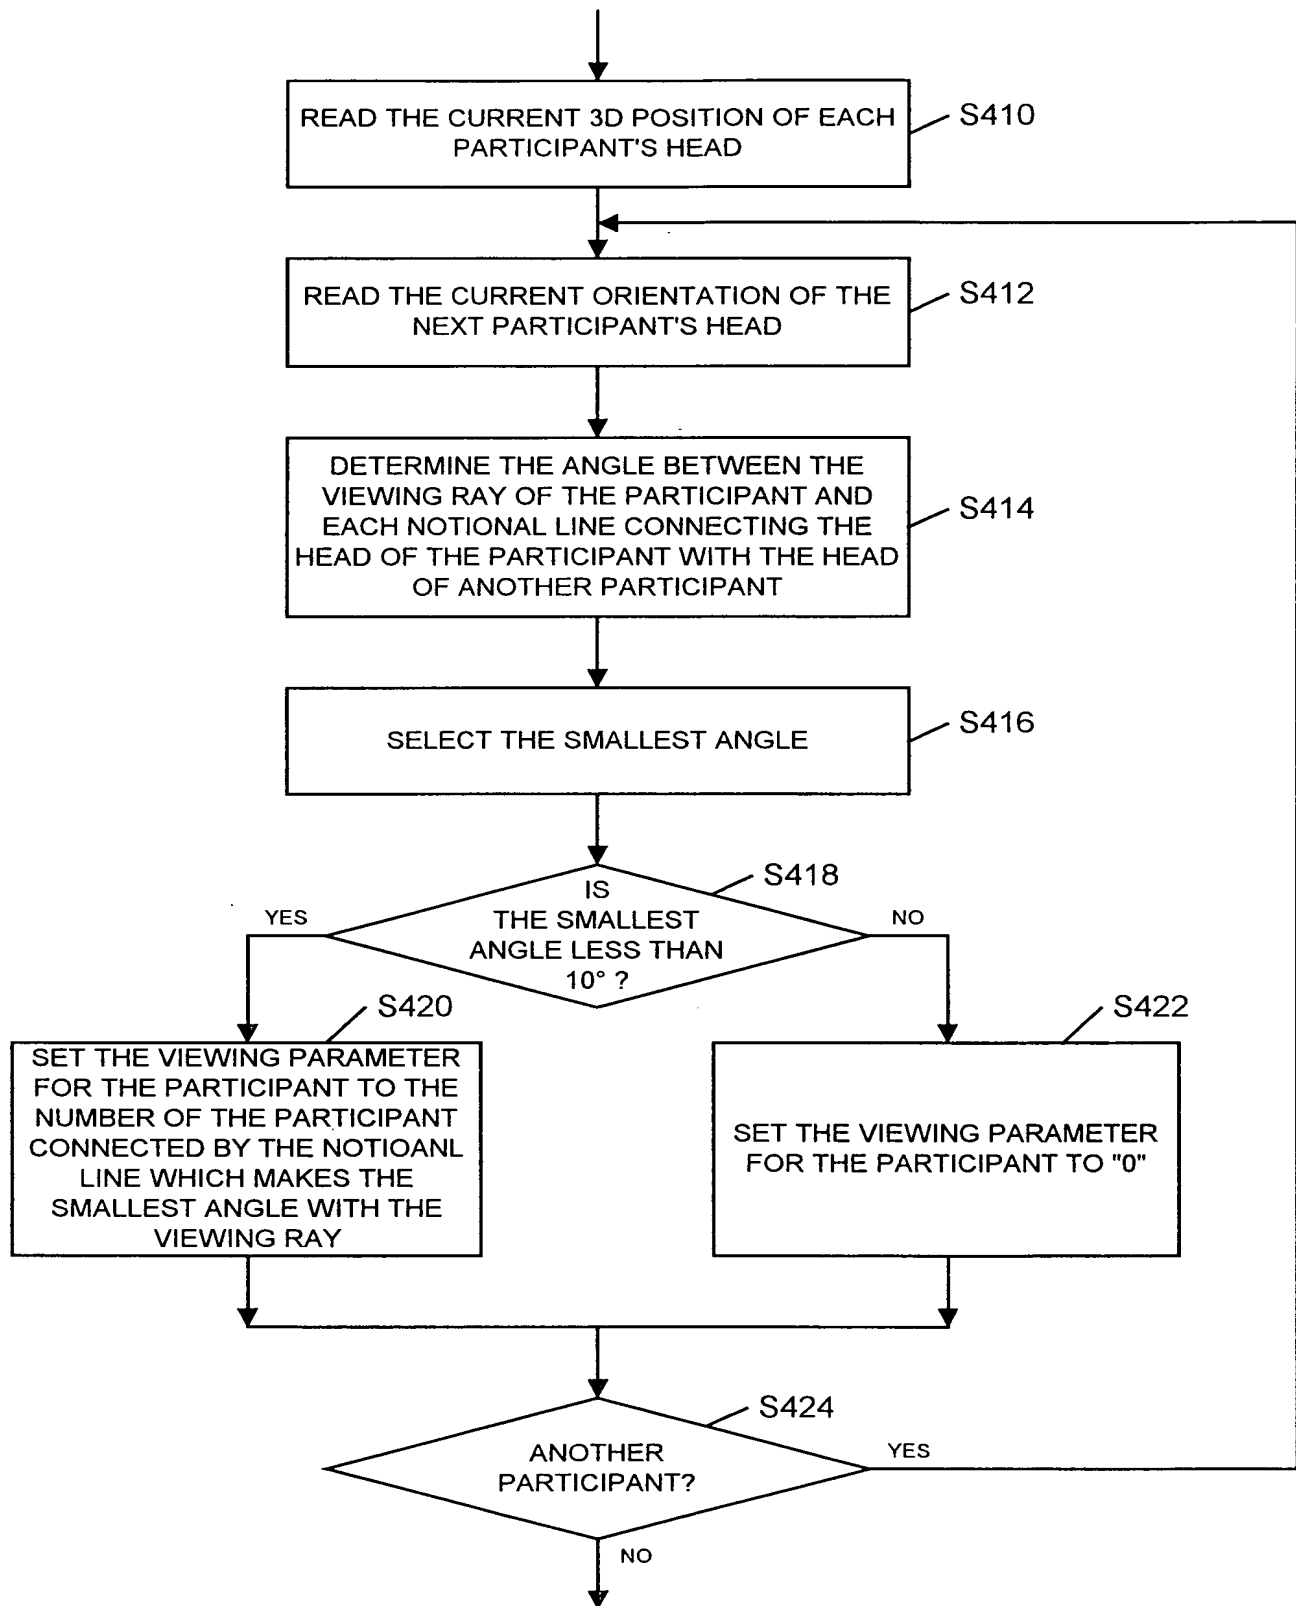 READ THE CURRENT 3D POSITION OF EACH
PARTICIPANT'S HEAD
S410
READ THE CURRENT ORIENTATION OF THE
NEXT PARTICIPANT'S HEAD
S412
DETERMINE THE ANGLE BETWEEN THE
VIEWING RAY OF THE PARTICIPANT AND
EACH NOTIONAL LINE CONNECTING THE
HEAD OF THE PARTICIPANT WITH THE HEAD
OF ANOTHER PARTICIPANT
S414
SELECT THE SMALLEST ANGLE
S416
IS
THE SMALLEST
ANGLE LESS THAN
10° ?
S418
YES
NO
SET THE VIEWING PARAMETER
FOR THE PARTICIPANT TO THE
NUMBER OF THE PARTICIPANT
CONNECTED BY THE NOTIOANL
LINE WHICH MAKES THE
SMALLEST ANGLE WITH THE
VIEWING RAY
S420
SET THE VIEWING PARAMETER
FOR THE PARTICIPANT TO "0"
S422
ANOTHER
PARTICIPANT?
S424
YES
NO